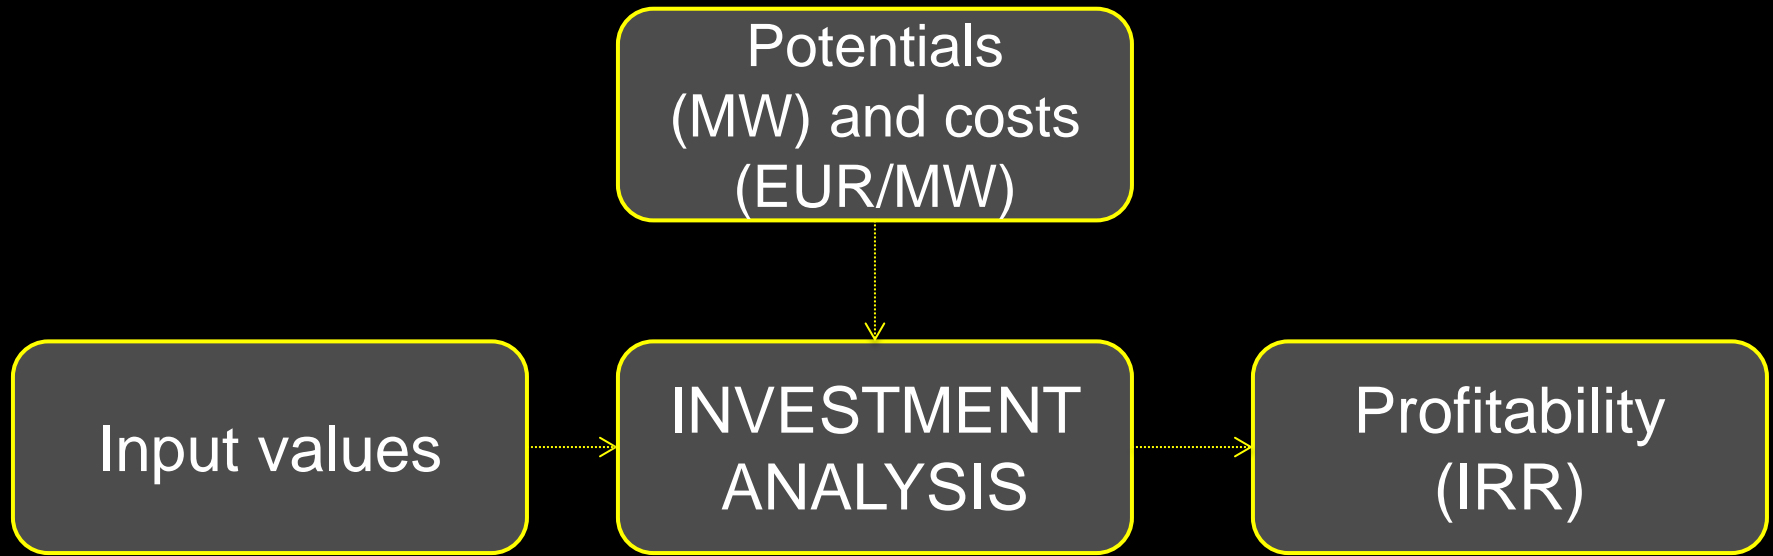 Potentials
(MW) and costs
(EUR/MW)
Input values
INVESTMENT
ANALYSIS
Profitability
(IRR)